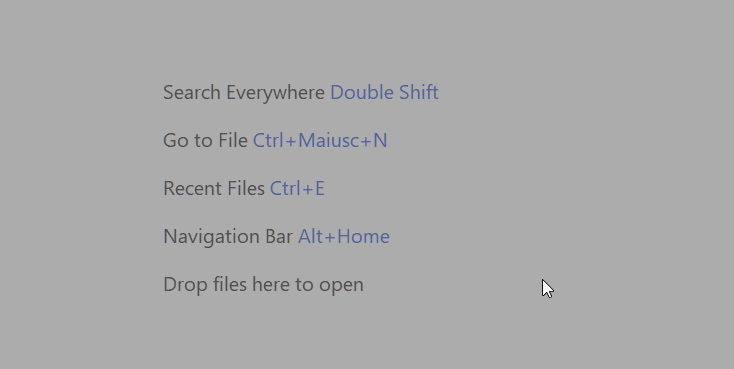 Search Everywhere Double Shift
Go to File Ctrl+Maiusc+N
Recent Files Ctrl+E
Navigation Bar Alt+Home
Drop files here to open